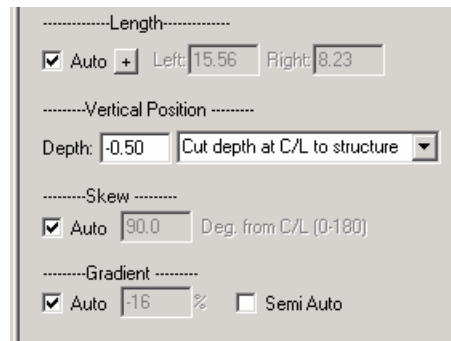 -------------Length-------------
Auto + Left: 15.56 Right: 8.23
---------Vertical Position ---------
Depth: -0.50 Cut depth at C/L to structure
---------Skew ---------
Auto 90.0 Deg. from C/L (0-180)
---------Gradient ---------
Auto -16 % Semi Auto